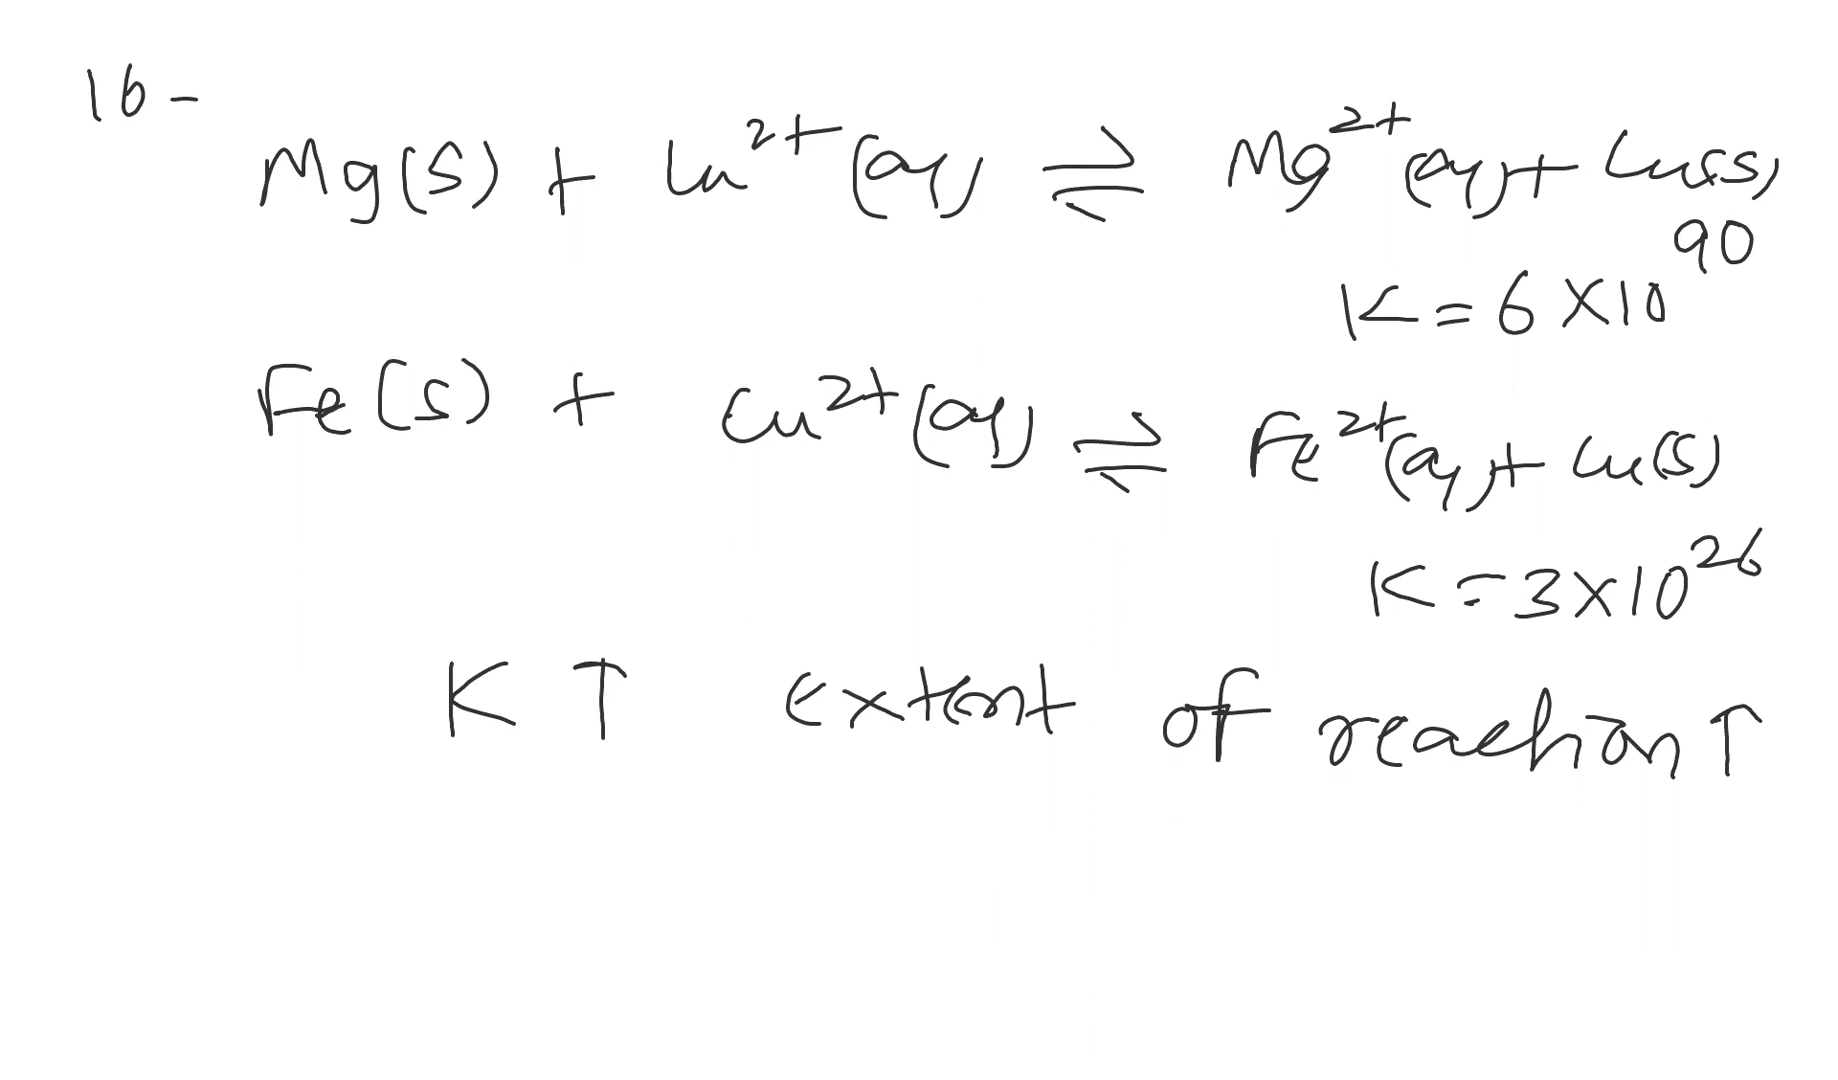 16-
Mg(s) + Cu²⁺(aq) ⇌ Mg²⁺(aq) + Cu(s)
K = 6 × 10⁹⁰
Fe(s) + Cu²⁺(aq) ⇌ Fe²⁺(aq) + Cu(s)
K = 3 × 10²⁶
K ↑ extent of reaction ↑